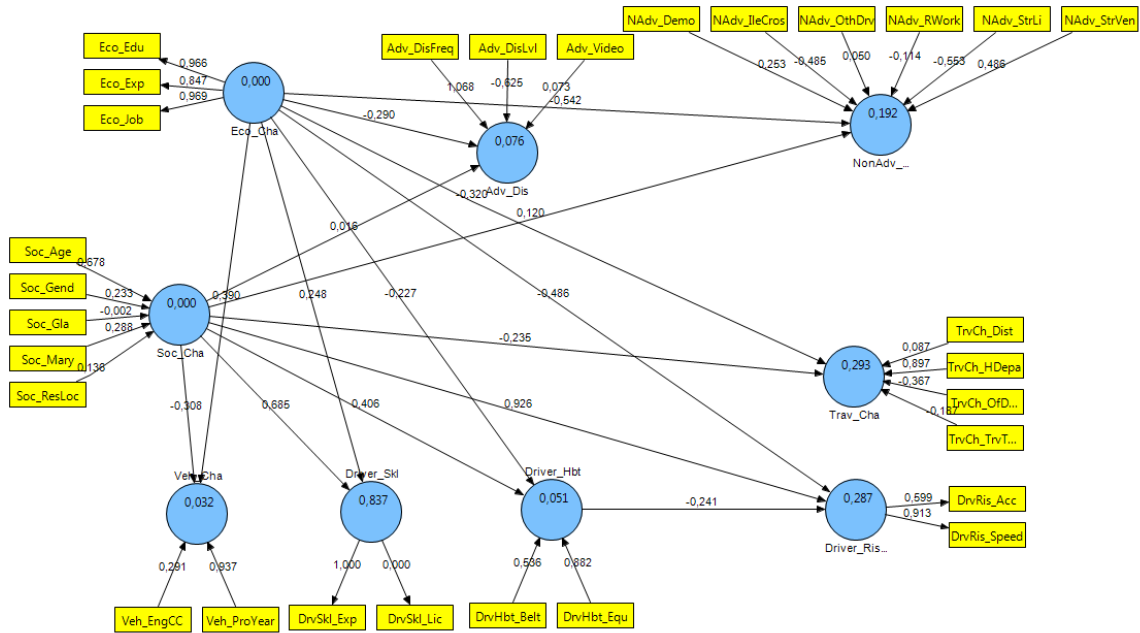 NAdv_Demo
NAdv_IleCros
NAdv_OthDrv
NAdv_RWork
NAdv_StrLi
NAdv_StrVen
Adv_DisFreq
Adv_DisLvl
Adv_Video
Eco_Edu
Eco_Exp
Eco_Job
0,966
0,847
0,969
0,000
Eco_Cha
1,068
-0,625
0,073
0,253
-0,485
0,050
-0,114
-0,553
0,486
-0,542
-0,290
0,076
Adv_Dis
0,192
NonAdv_...
-0,320
0,120
0,016
Soc_Age
Soc_Gend
Soc_Gla
Soc_Mary
Soc_ResLoc
0,678
0,233
-0,002
0,288
0,138
0,000
Soc_Cha
0,390
0,248
-0,227
-0,486
-0,235
0,293
Trav_Cha
TrvCh_Dist
TrvCh_HDepa
TrvCh_OfD...
TrvCh_TrvT...
0,087
0,897
-0,367
-0,187
-0,308
0,685
0,406
0,926
Veh_Cha
0,032
Driver_Skl
0,837
Driver_Hbt
0,051
-0,241
0,287
Driver_Ris...
0,599
0,913
DrvRis_Acc
DrvRis_Speed
0,291
0,937
1,000
0,000
0,536
0,882
Veh_EngCC
Veh_ProYear
DrvSkl_Exp
DrvSkl_Lic
DrvHbt_Belt
DrvHbt_Equ